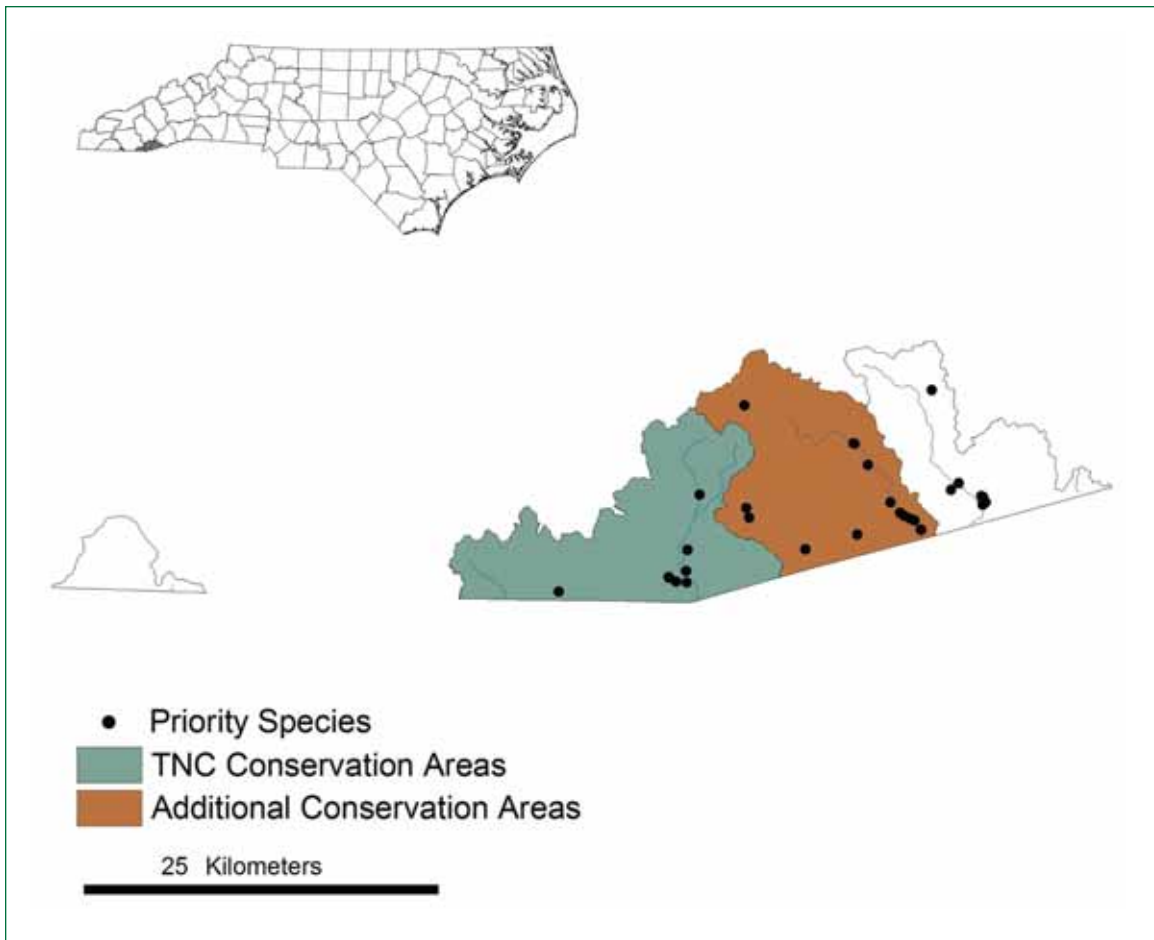 Priority Species
TNC Conservation Areas
Additional Conservation Areas
25 Kilometers